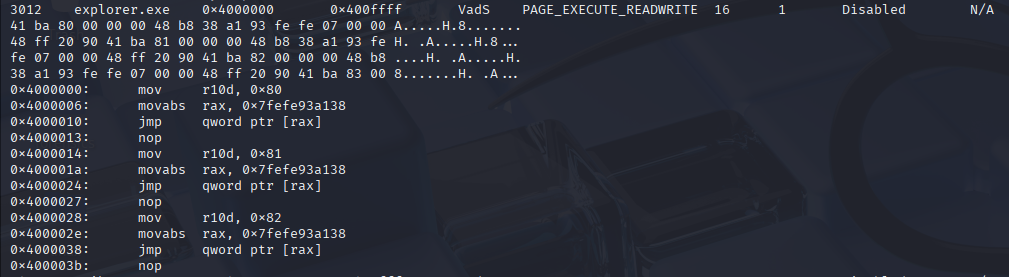 3012 explorer.exe 0×4000000 0×400ffff VadS PAGE_EXECUTE_READWRITE 16 1 Disabled N/A
41 ba 80 00 00 00 48 b8 38 a1 93 fe fe 07 00 00 A.....H.8.......
48 ff 20 90 41 ba 81 00 00 00 48 b8 38 a1 93 fe H. .A.....H.8...
fe 07 00 00 48 ff 20 90 41 ba 82 00 00 00 48 b8 ....H. .A.....H.
38 a1 93 fe fe 07 00 00 48 ff 20 90 41 ba 83 00 8.......H. .A...
0×4000000: mov r10d, 0×80
0×4000006: movabs rax, 0×7fefe93a138
0×4000010: jmp qword ptr [rax]
0×4000013: nop
0×4000014: mov r10d, 0×81
0×400001a: movabs rax, 0×7fefe93a138
0×4000024: jmp qword ptr [rax]
0×4000027: nop
0×4000028: mov r10d, 0×82
0×400002e: movabs rax, 0×7fefe93a138
0×4000038: jmp qword ptr [rax]
0×400003b: nop